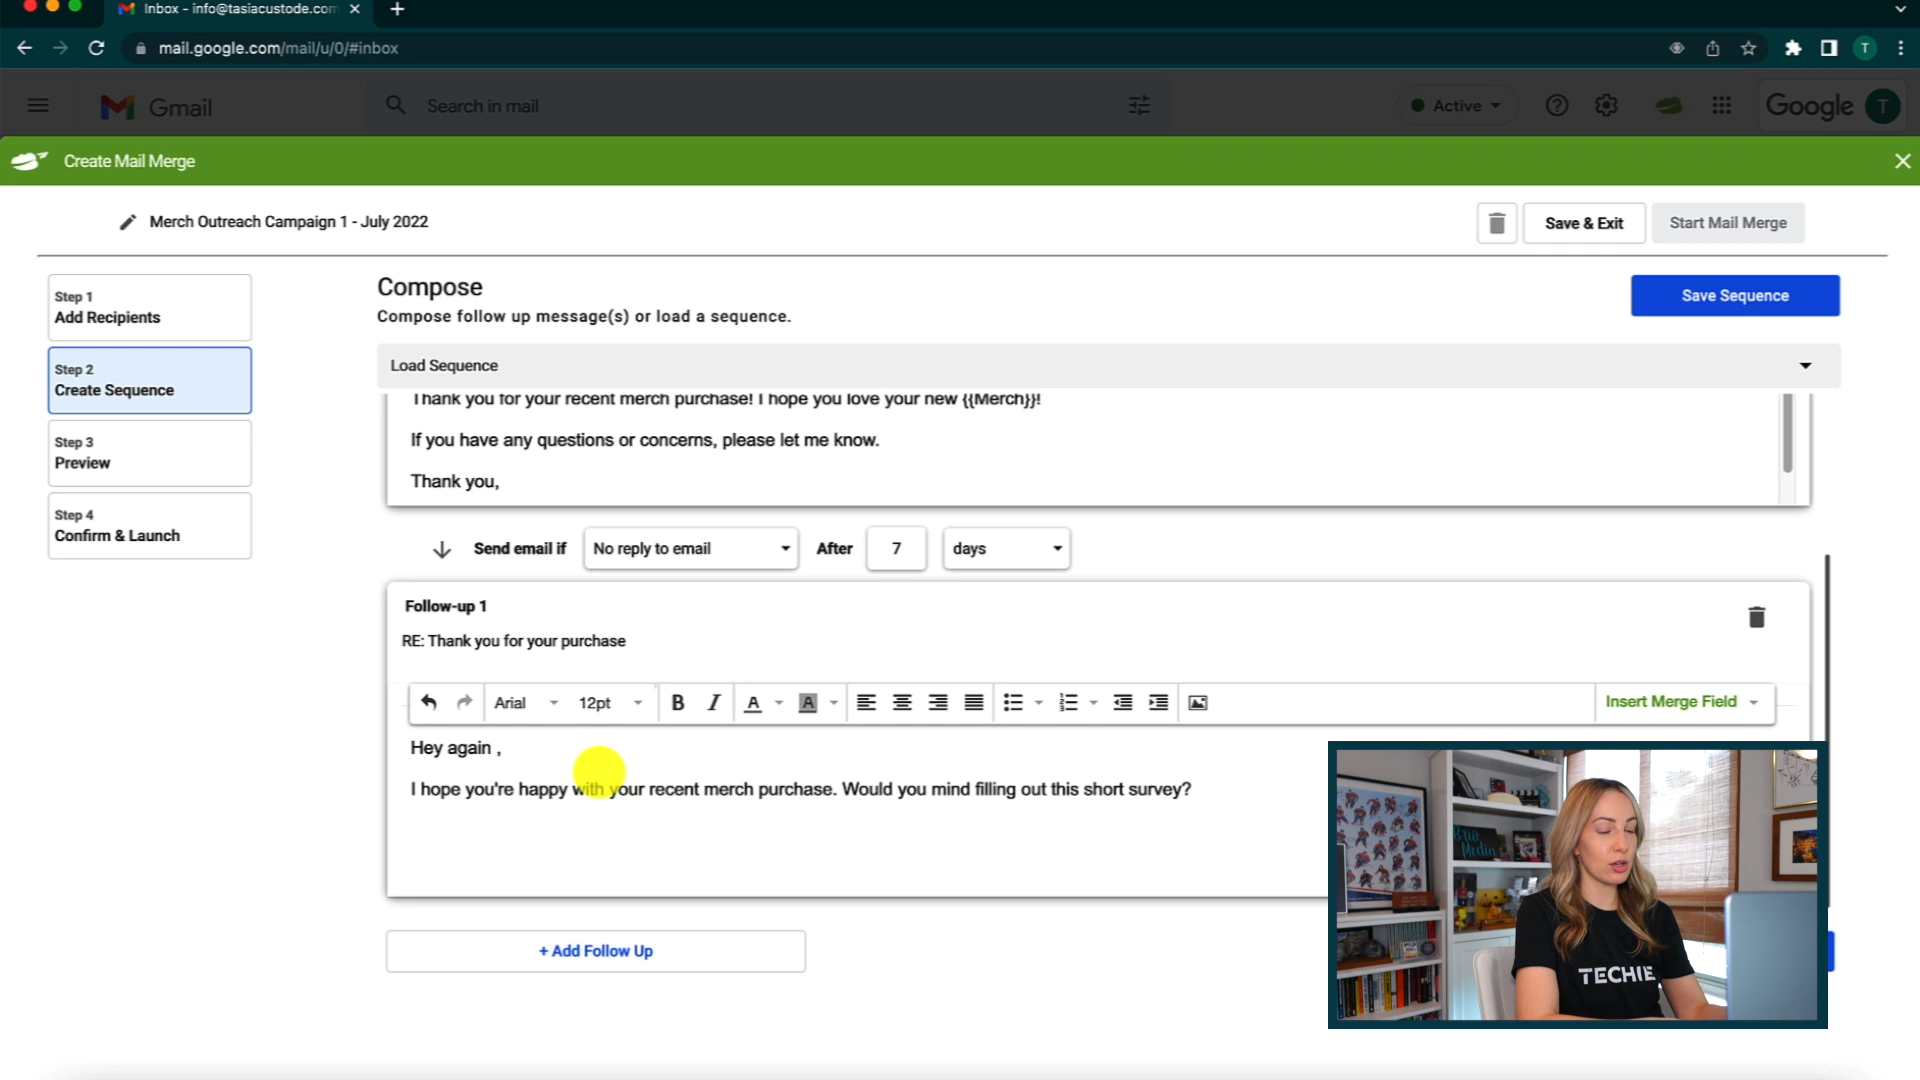 Inbox - info@tasiacustode.com
mail.google.com/mail/u/0/#inbox
T
Gmail
Search in mail
Active
Google
T
Create Mail Merge
Merch Outreach Campaign 1 - July 2022
Save & Exit
Start Mail Merge
Step 1
Add Recipients
Step 2
Create Sequence
Step 3
Preview
Step 4
Confirm & Launch
Compose
Compose follow up message(s) or load a sequence.
Save Sequence
Load Sequence
Thank you for your recent merch purchase! I hope you love your new {{Merch}}!
If you have any questions or concerns, please let me know.
Thank you,
Send email if
No reply to email
After
7
days
Follow-up 1
RE: Thank you for your purchase
Arial
12pt
B
I
A
A
Insert Merge Field
Hey again ,
I hope you're happy with your recent merch purchase. Would you mind filling out this short survey?
+ Add Follow Up
Brio
Media
TECHIE